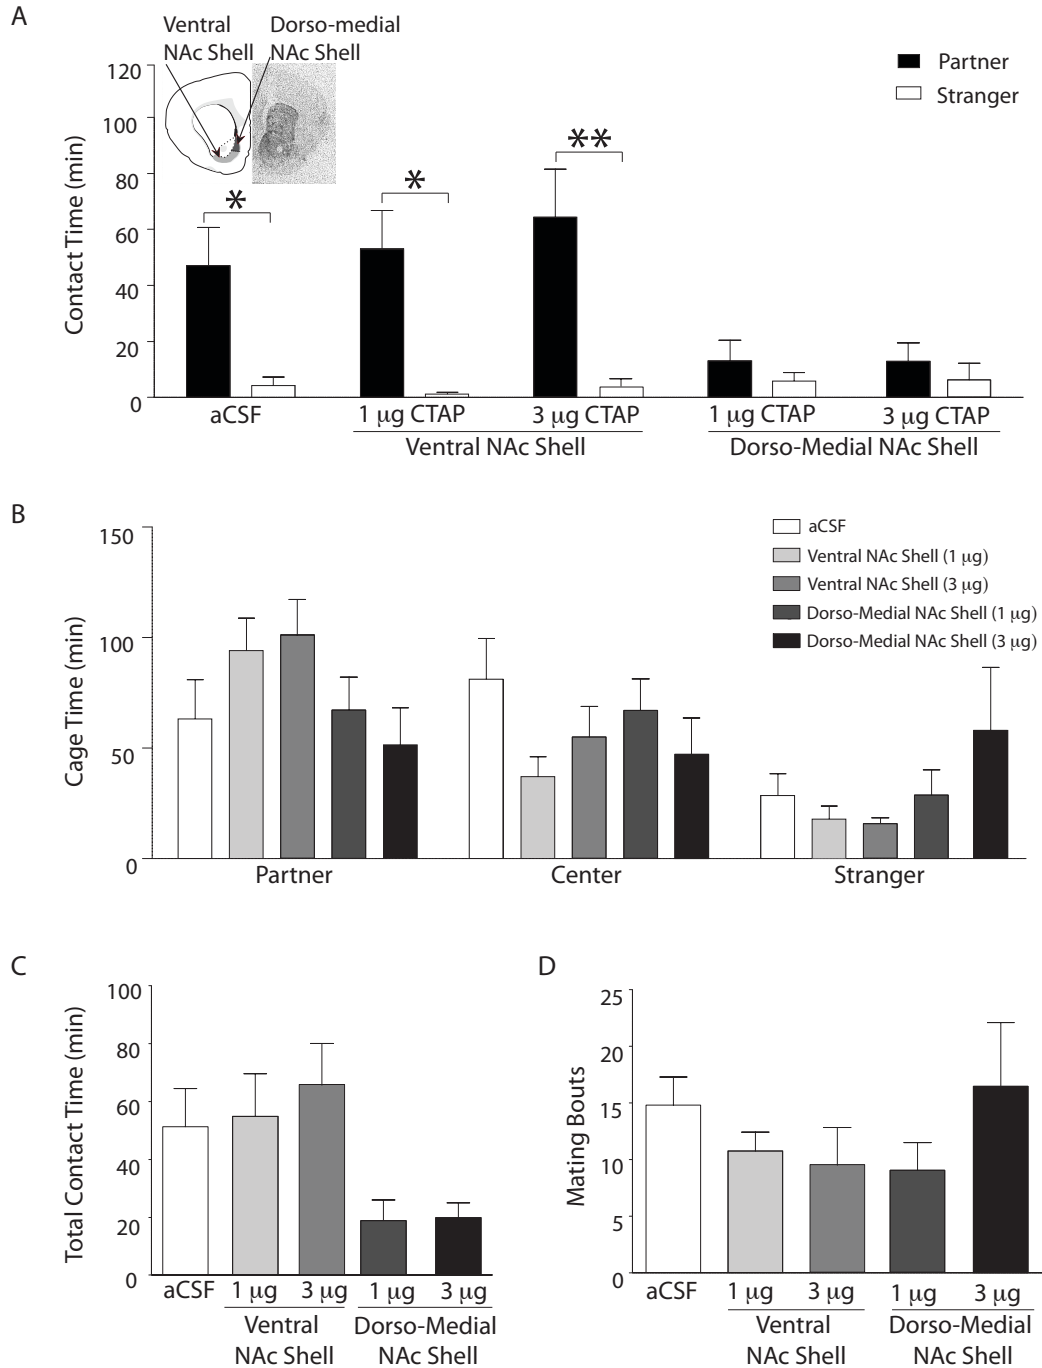 A
Ventral
NAc Shell
Dorso-medial
NAc Shell
Partner
Stranger
Contact Time (min)
120
100
80
60
40
20
0
*
*
**
aCSF
1 μg CTAP
3 μg CTAP
1 μg CTAP
3 μg CTAP
Ventral NAc Shell
Dorso-Medial NAc Shell
B
aCSF
Ventral NAc Shell (1 μg)
Ventral NAc Shell (3 μg)
Dorso-Medial NAc Shell (1 μg)
Dorso-Medial NAc Shell (3 μg)
Cage Time (min)
150
100
50
0
Partner
Center
Stranger
C
Total Contact Time (min)
100
80
60
40
20
0
aCSF
1 μg
3 μg
1 μg
3 μg
Ventral
NAc Shell
Dorso-Medial
NAc Shell
D
Mating Bouts
25
20
15
10
5
0
aCSF
1 μg
3 μg
1 μg
3 μg
Ventral
NAc Shell
Dorso-Medial
NAc Shell